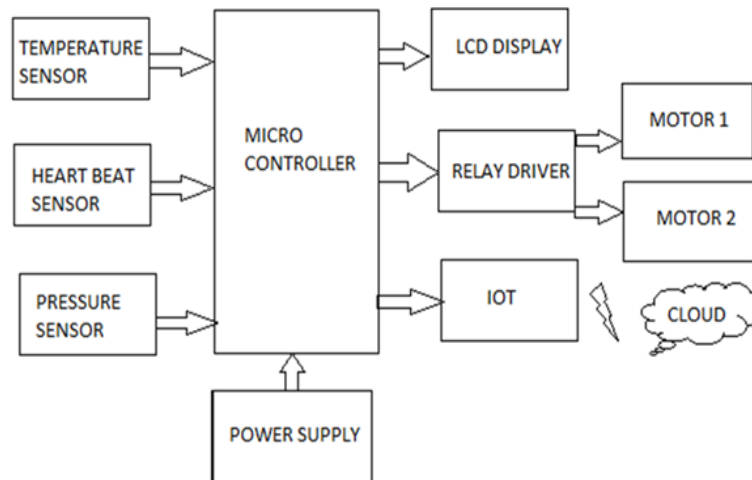 TEMPERATURE
SENSOR
HEART BEAT
SENSOR
PRESSURE
SENSOR
MICRO
CONTROLLER
POWER SUPPLY
LCD DISPLAY
RELAY DRIVER
IOT
MOTOR 1
MOTOR 2
CLOUD